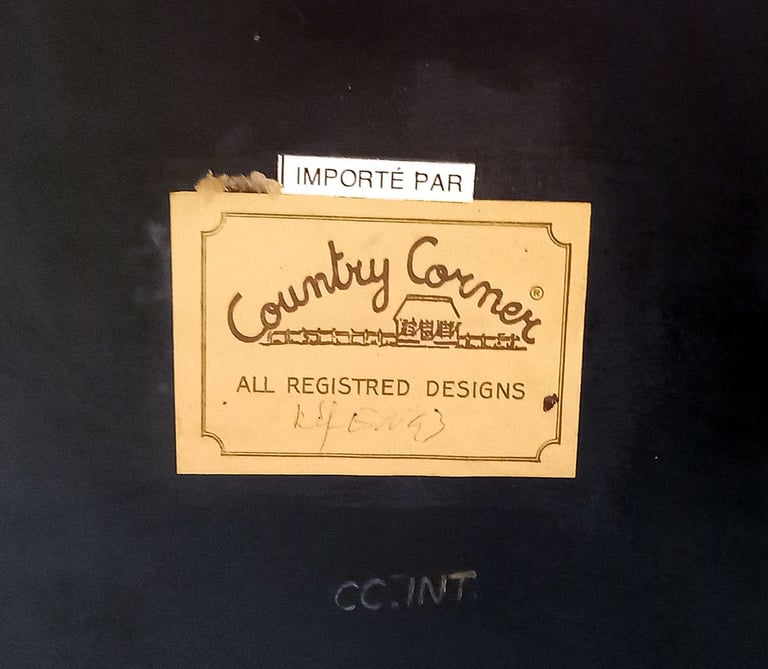 IMPORTÉ PAR
Country Corner ®
ALL REGISTRED DESIGNS
CC.INT.